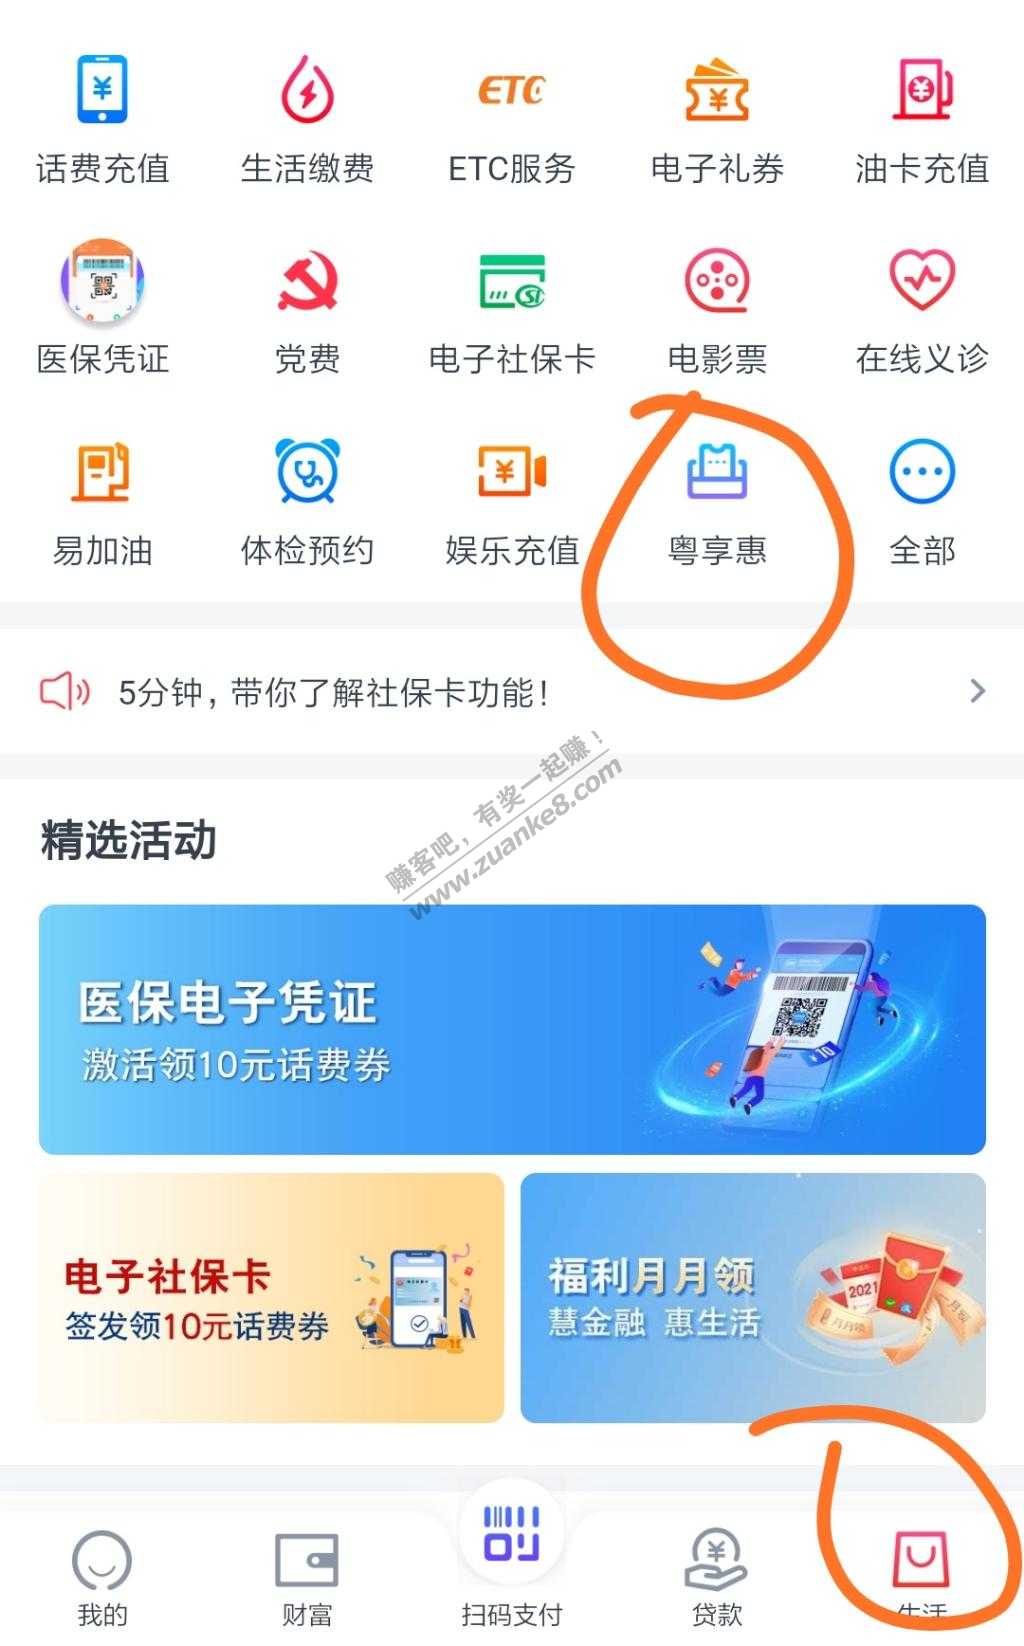 ETC
话费充值 生活缴费 ETC服务 电子礼券 油卡充值
医保凭证 党费 电子社保卡 电影票 在线义诊
易加油 体检预约 娱乐充值 粤享惠 全部
5分钟，带你了解社保卡功能！
赚客吧，有奖一起赚！
www.zuanke8.com
精选活动
医保电子凭证
激活领10元话费券
电子社保卡
签发领10元话费券
福利月月领
慧金融 惠生活
2021
月月领
我的 财富 扫码支付 贷款 生活